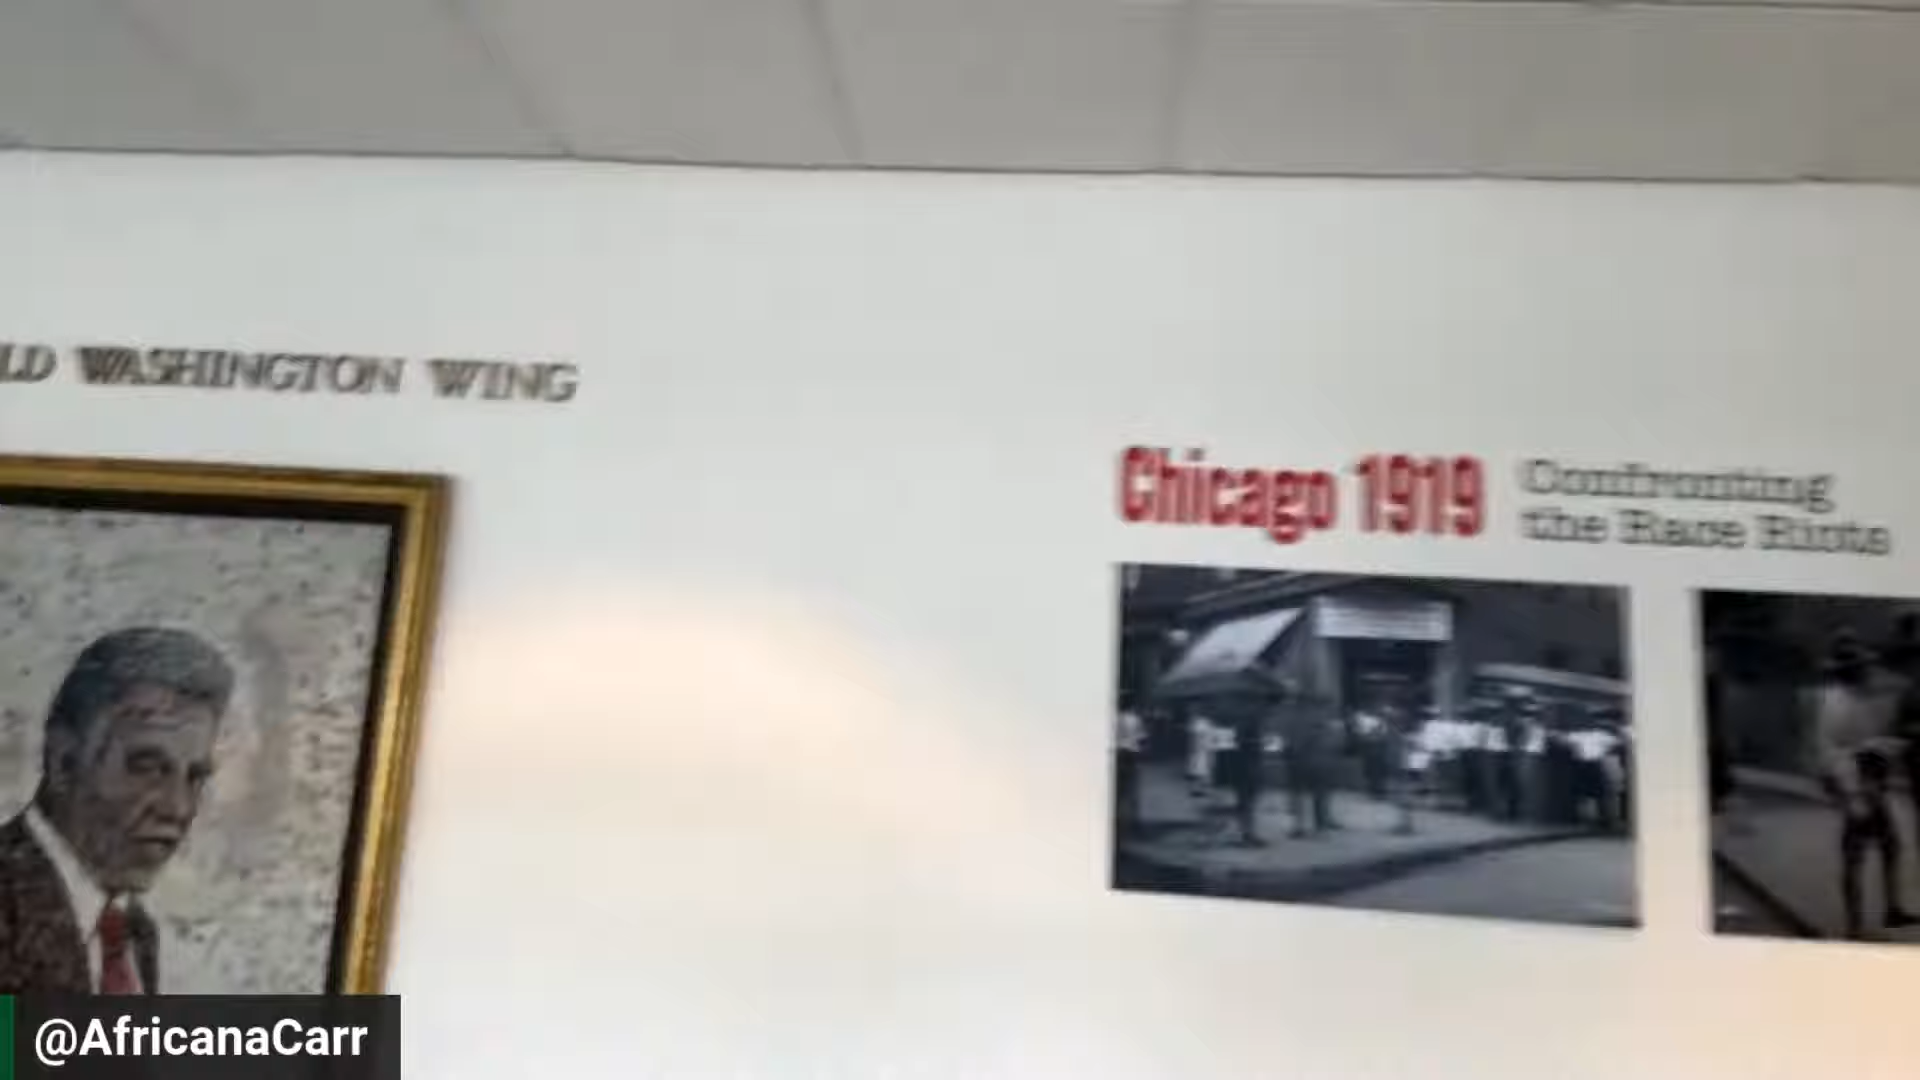 LD WASHINGTON WING
Chicago 1919
Confronting
the Race Riots
@AfricanaCarr